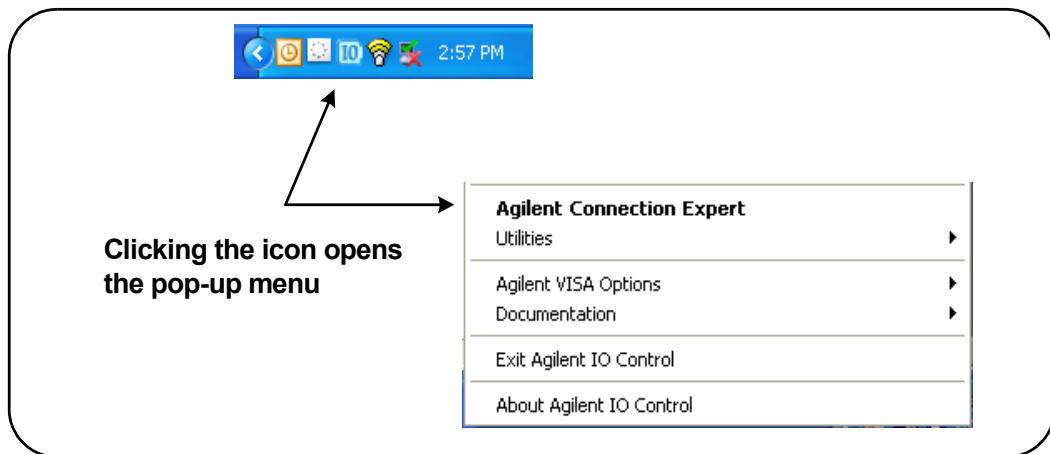 IO 2:57 PM
Clicking the icon opens
the pop-up menu
Agilent Connection Expert
Utilities
Agilent VISA Options
Documentation
Exit Agilent IO Control
About Agilent IO Control